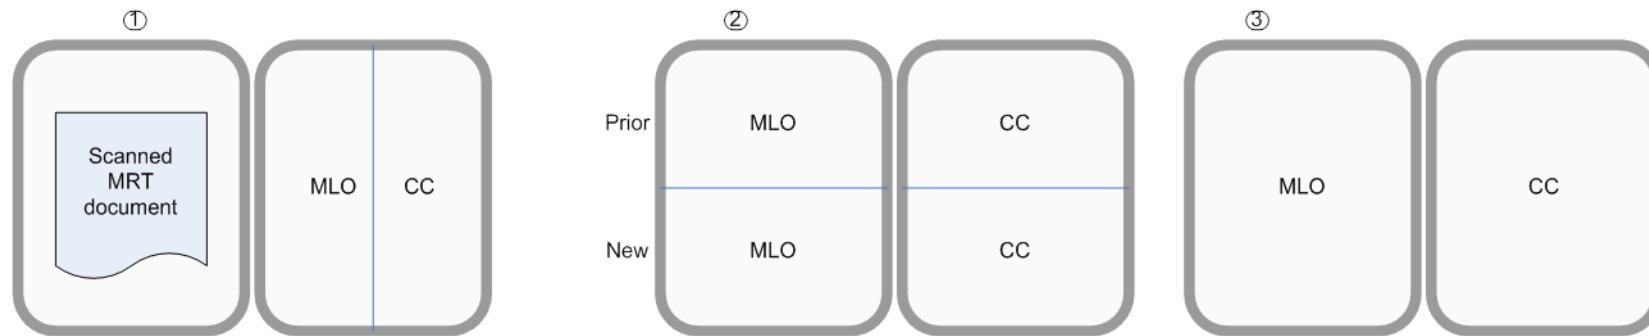 ①
②
③
Scanned
MRT
document
MLO
CC
Prior
MLO
CC
New
MLO
CC
MLO
CC